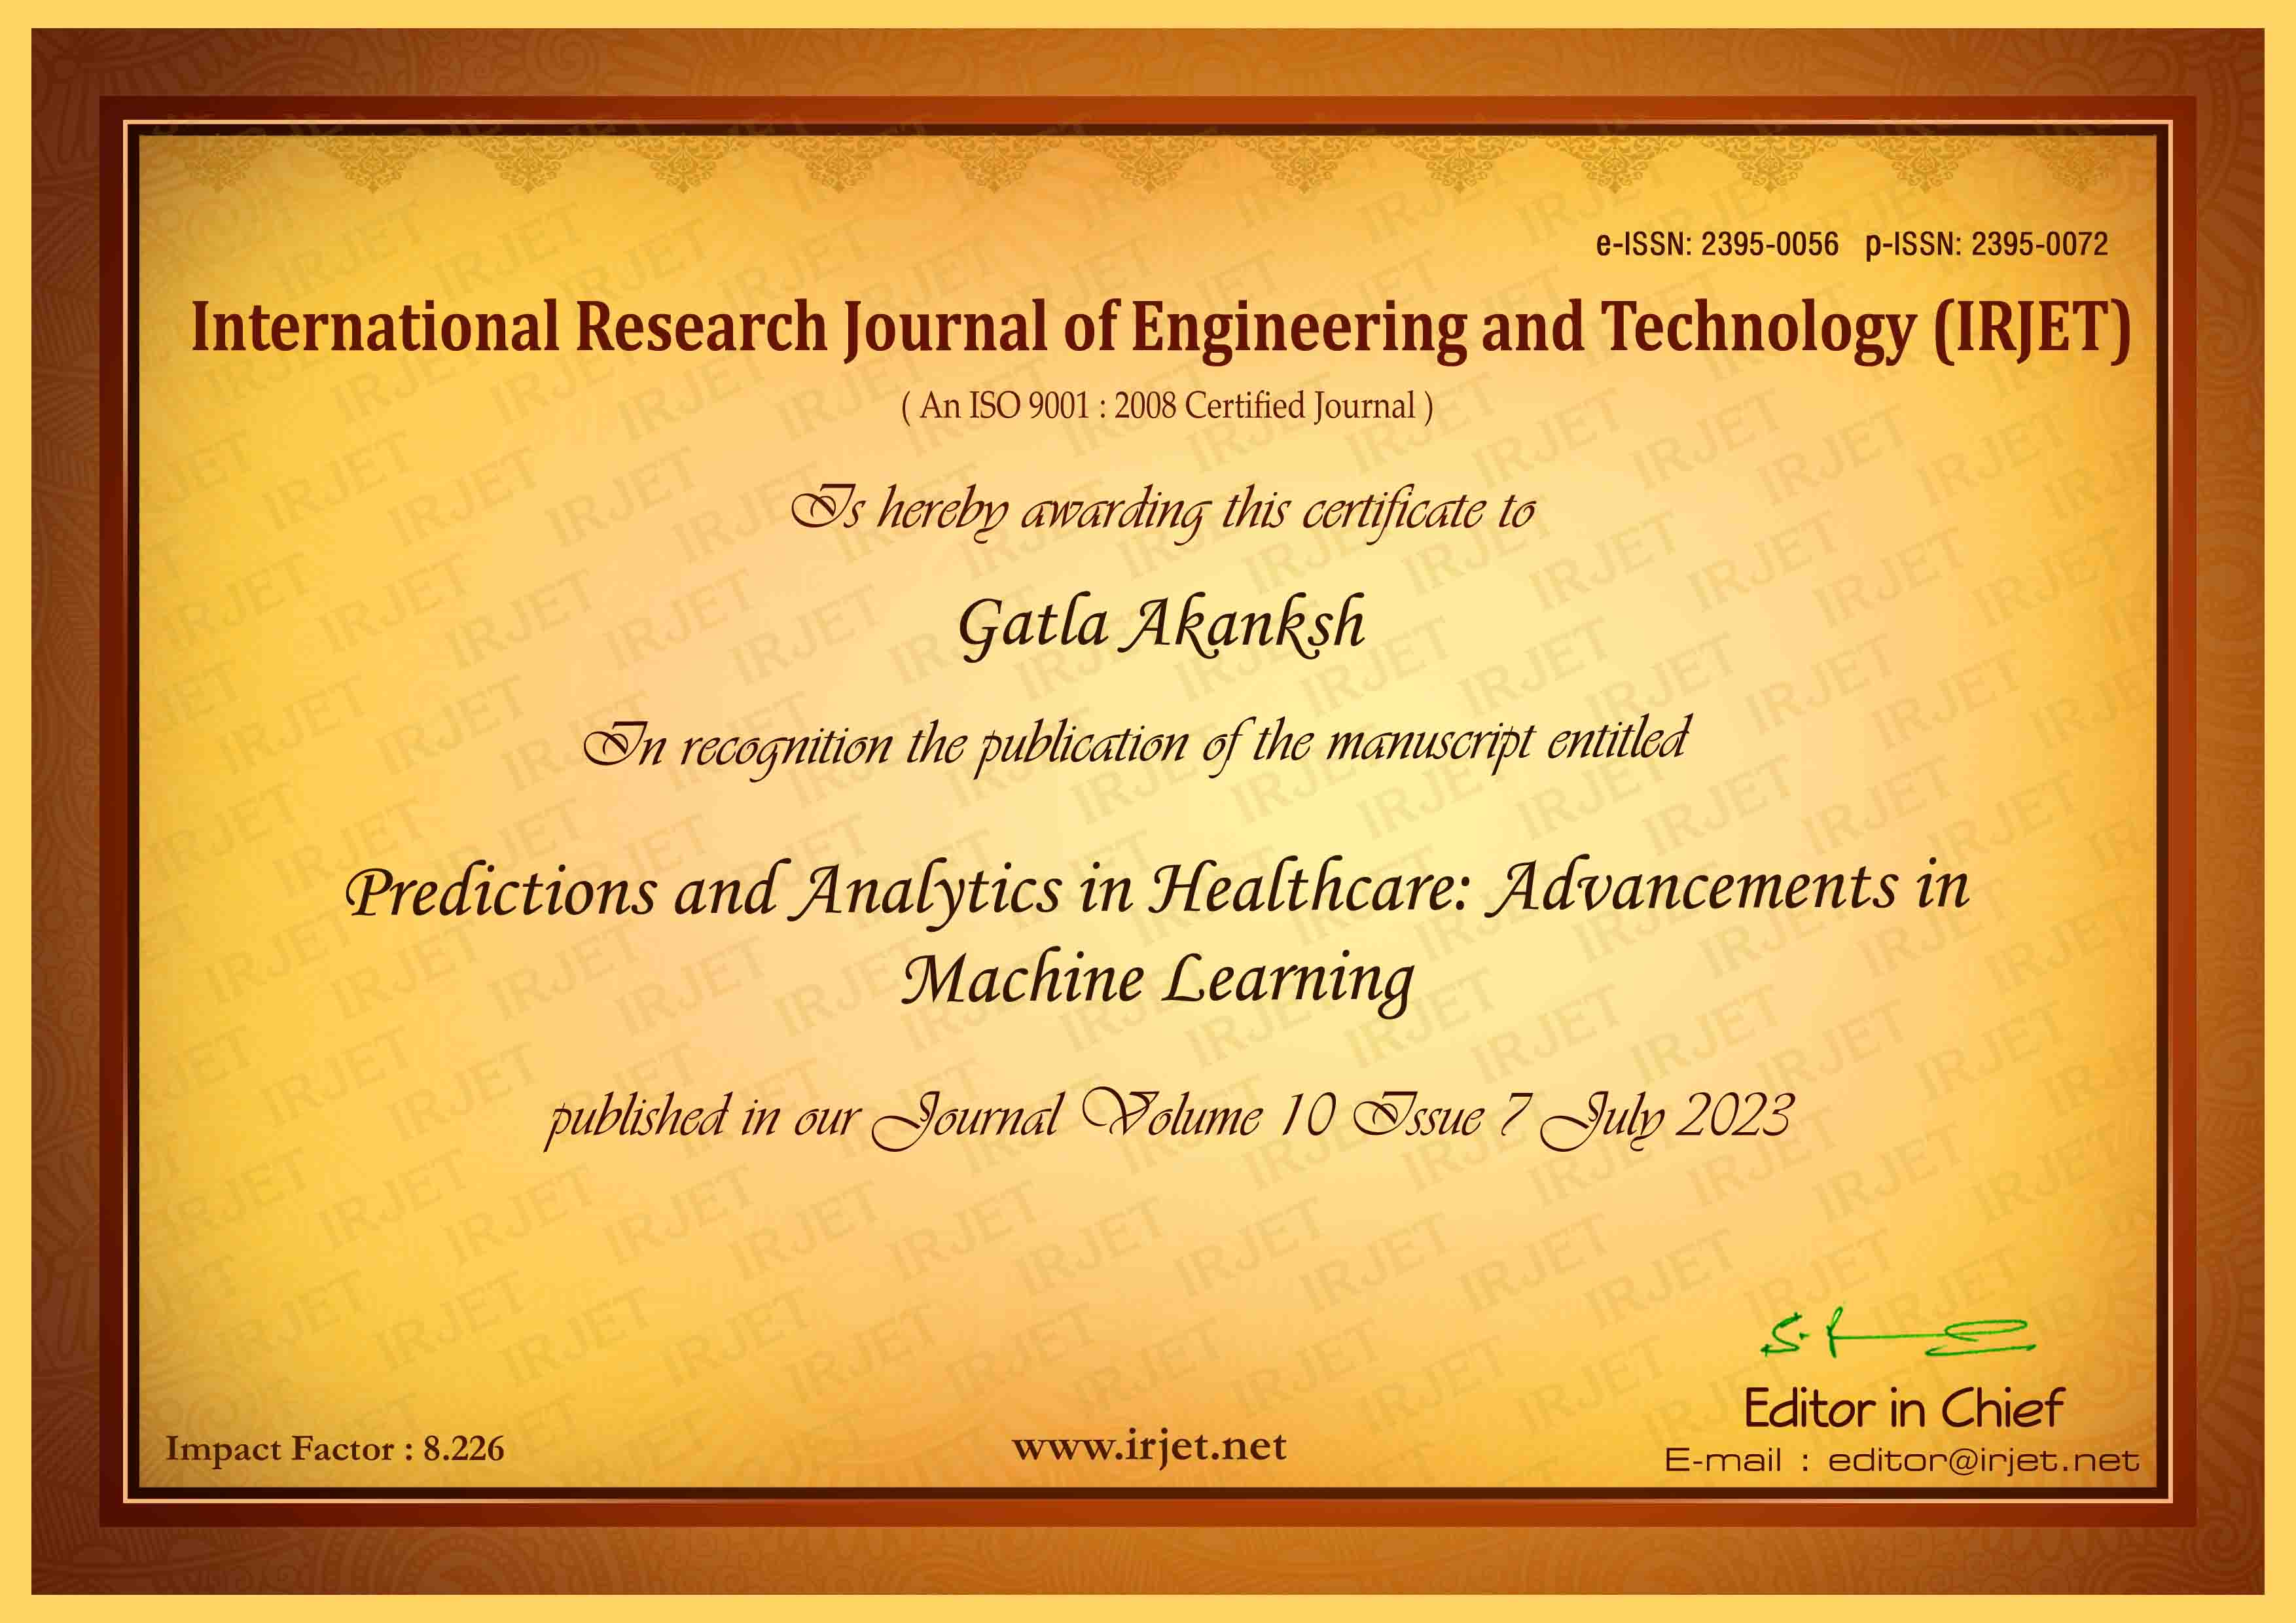 e-ISSN: 2395-0056 p-ISSN: 2395-0072
International Research Journal of Engineering and Technology (IRJET)
( An ISO 9001 : 2008 Certified Journal )
Is hereby awarding this certificate to
Gatla Akanksh
In recognition the publication of the manuscript entitled
Predictions and Analytics in Healthcare: Advancements in
Machine Learning
published in our Journal Volume 10 Issue 7 July 2023
Editor in Chief
Impact Factor : 8.226 www.irjet.net E-mail : editor@irjet.net